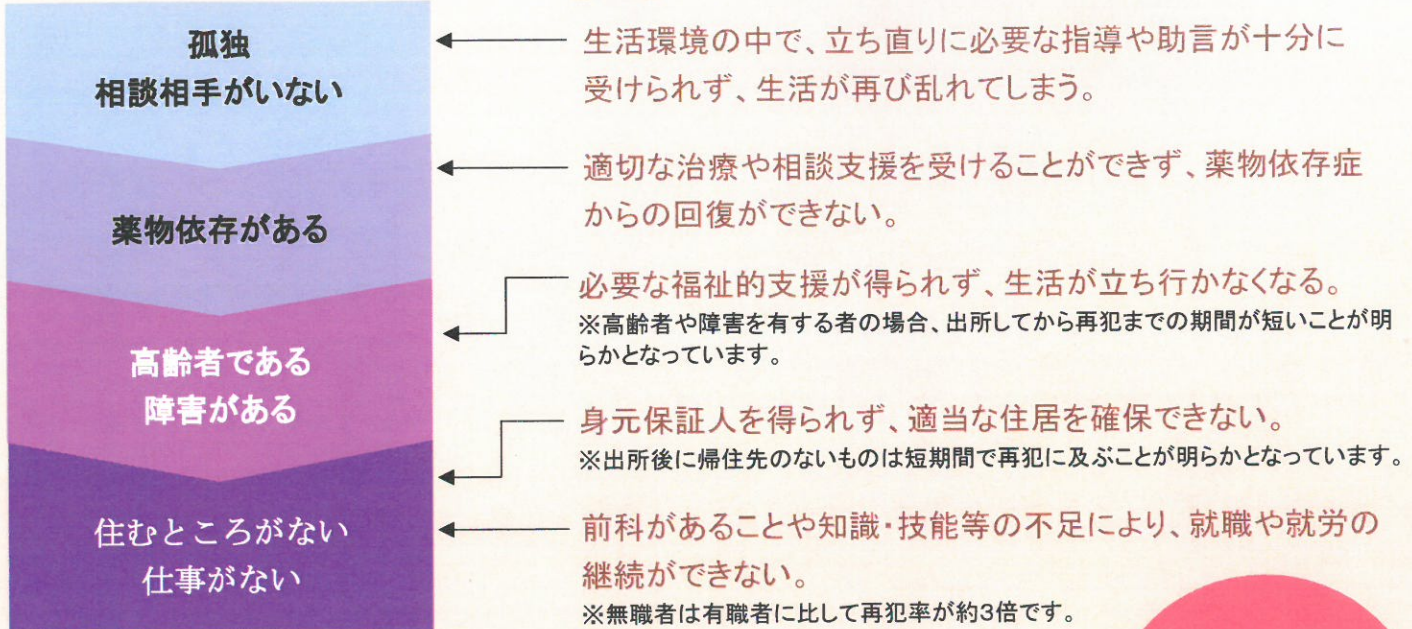 孤独
相談相手がいない
生活環境の中で、立ち直りに必要な指導や助言が十分に
受けられず、生活が再び乱れてしまう。
薬物依存がある
適切な治療や相談支援を受けることができず、薬物依存症
からの回復ができない。
高齢者である
障害がある
必要な福祉的支援が得られず、生活が立ち行かなくなる。
※高齢者や障害を有する者の場合、出所してから再犯までの期間が短いことが明
らかとなっています。
身元保証人を得られず、適当な住居を確保できない。
※出所後に帰住先のないものは短期間で再犯に及ぶことが明らかとなっています。
住むところがない
仕事がない
前科があることや知識・技能等の不足により、就職や就労の
継続ができない。
※無職者は有職者に比して再犯率が約3倍です。